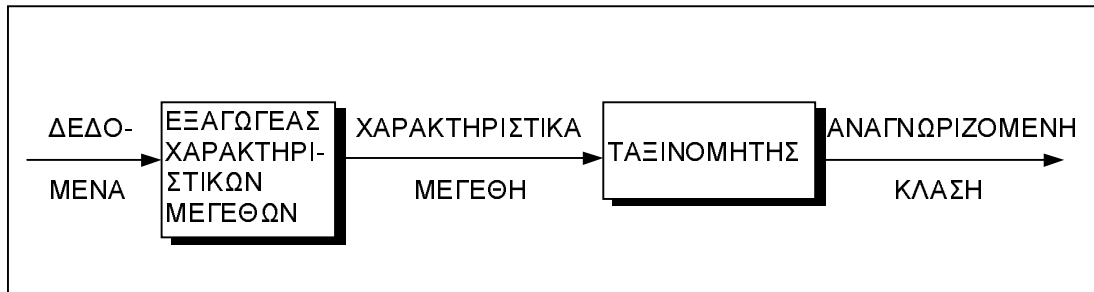 ΔΕΔΟ-
ΜΕΝΑ
ΕΞΑΓΩΓΕΑΣ
ΧΑΡΑΚΤΗΡΙ-
ΣΤΙΚΩΝ
ΜΕΓΕΘΩΝ
ΧΑΡΑΚΤΗΡΙΣΤΙΚΑ
ΜΕΓΕΘΗ
ΤΑΞΙΝΟΜΗΤΗΣ
ΑΝΑΓΝΩΡΙΖΟΜΕΝΗ
ΚΛΑΣΗ